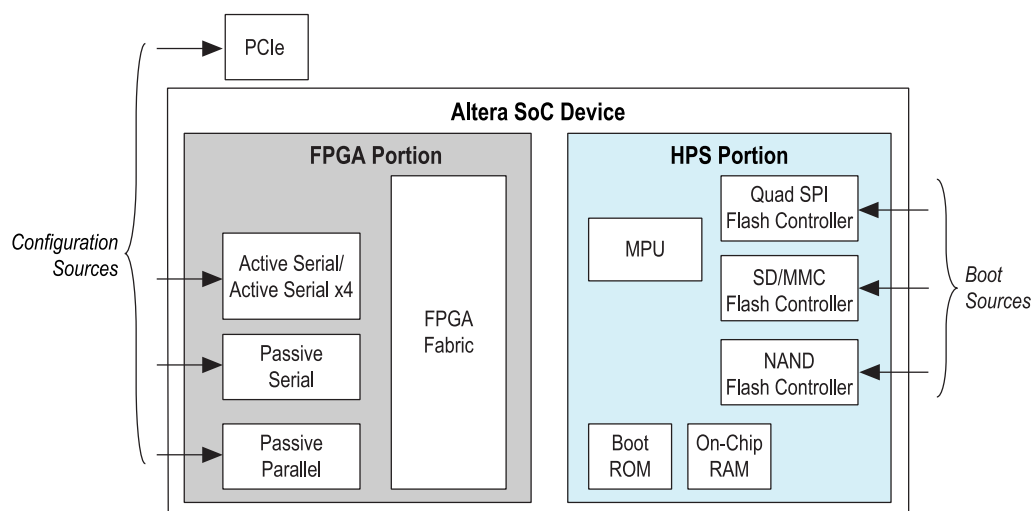 PCIe
Altera SoC Device
FPGA Portion
HPS Portion
Configuration
Sources
Active Serial/
Active Serial x4
Passive
Serial
Passive
Parallel
FPGA
Fabric
MPU
Quad SPI
Flash Controller
SD/MMC
Flash Controller
NAND
Flash Controller
Boot
ROM
On-Chip
RAM
Boot
Sources